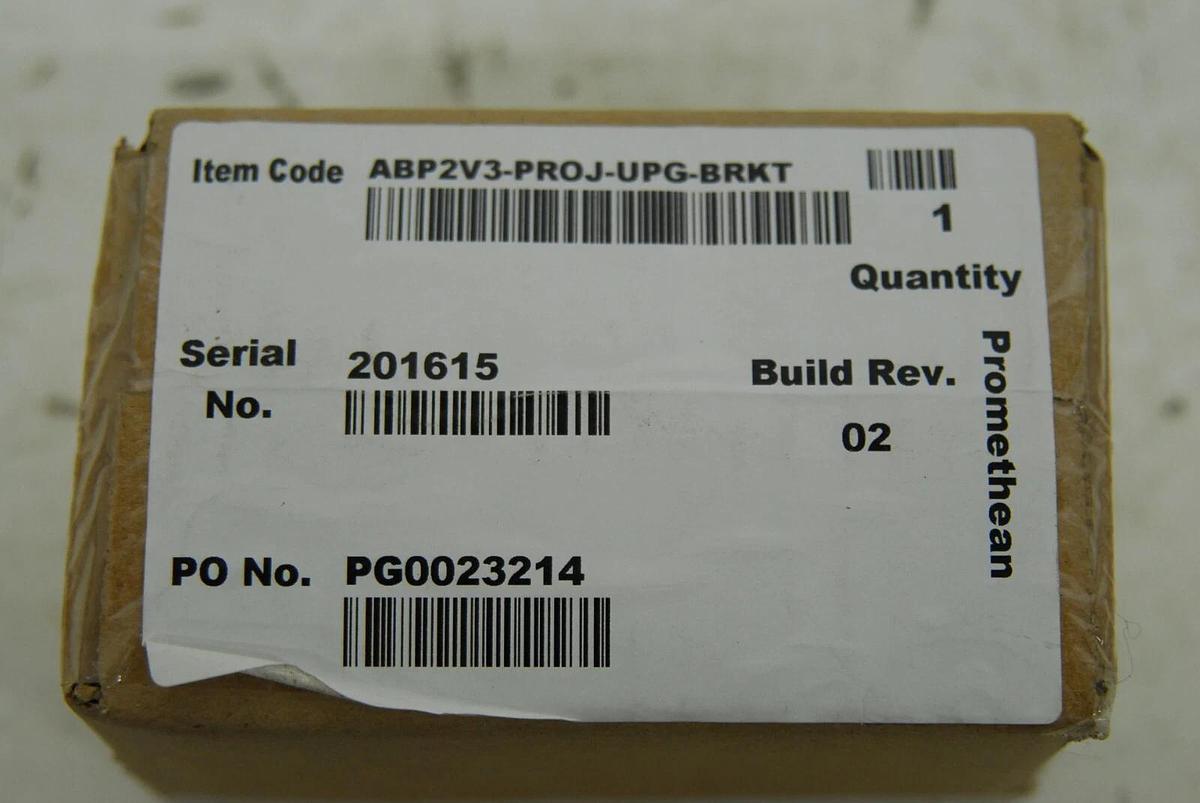 Item Code ABP2V3-PROJ-UPG-BRKT
1
Quantity
Serial No. 201615
Build Rev.
02
Promethean
PO No. PG0023214